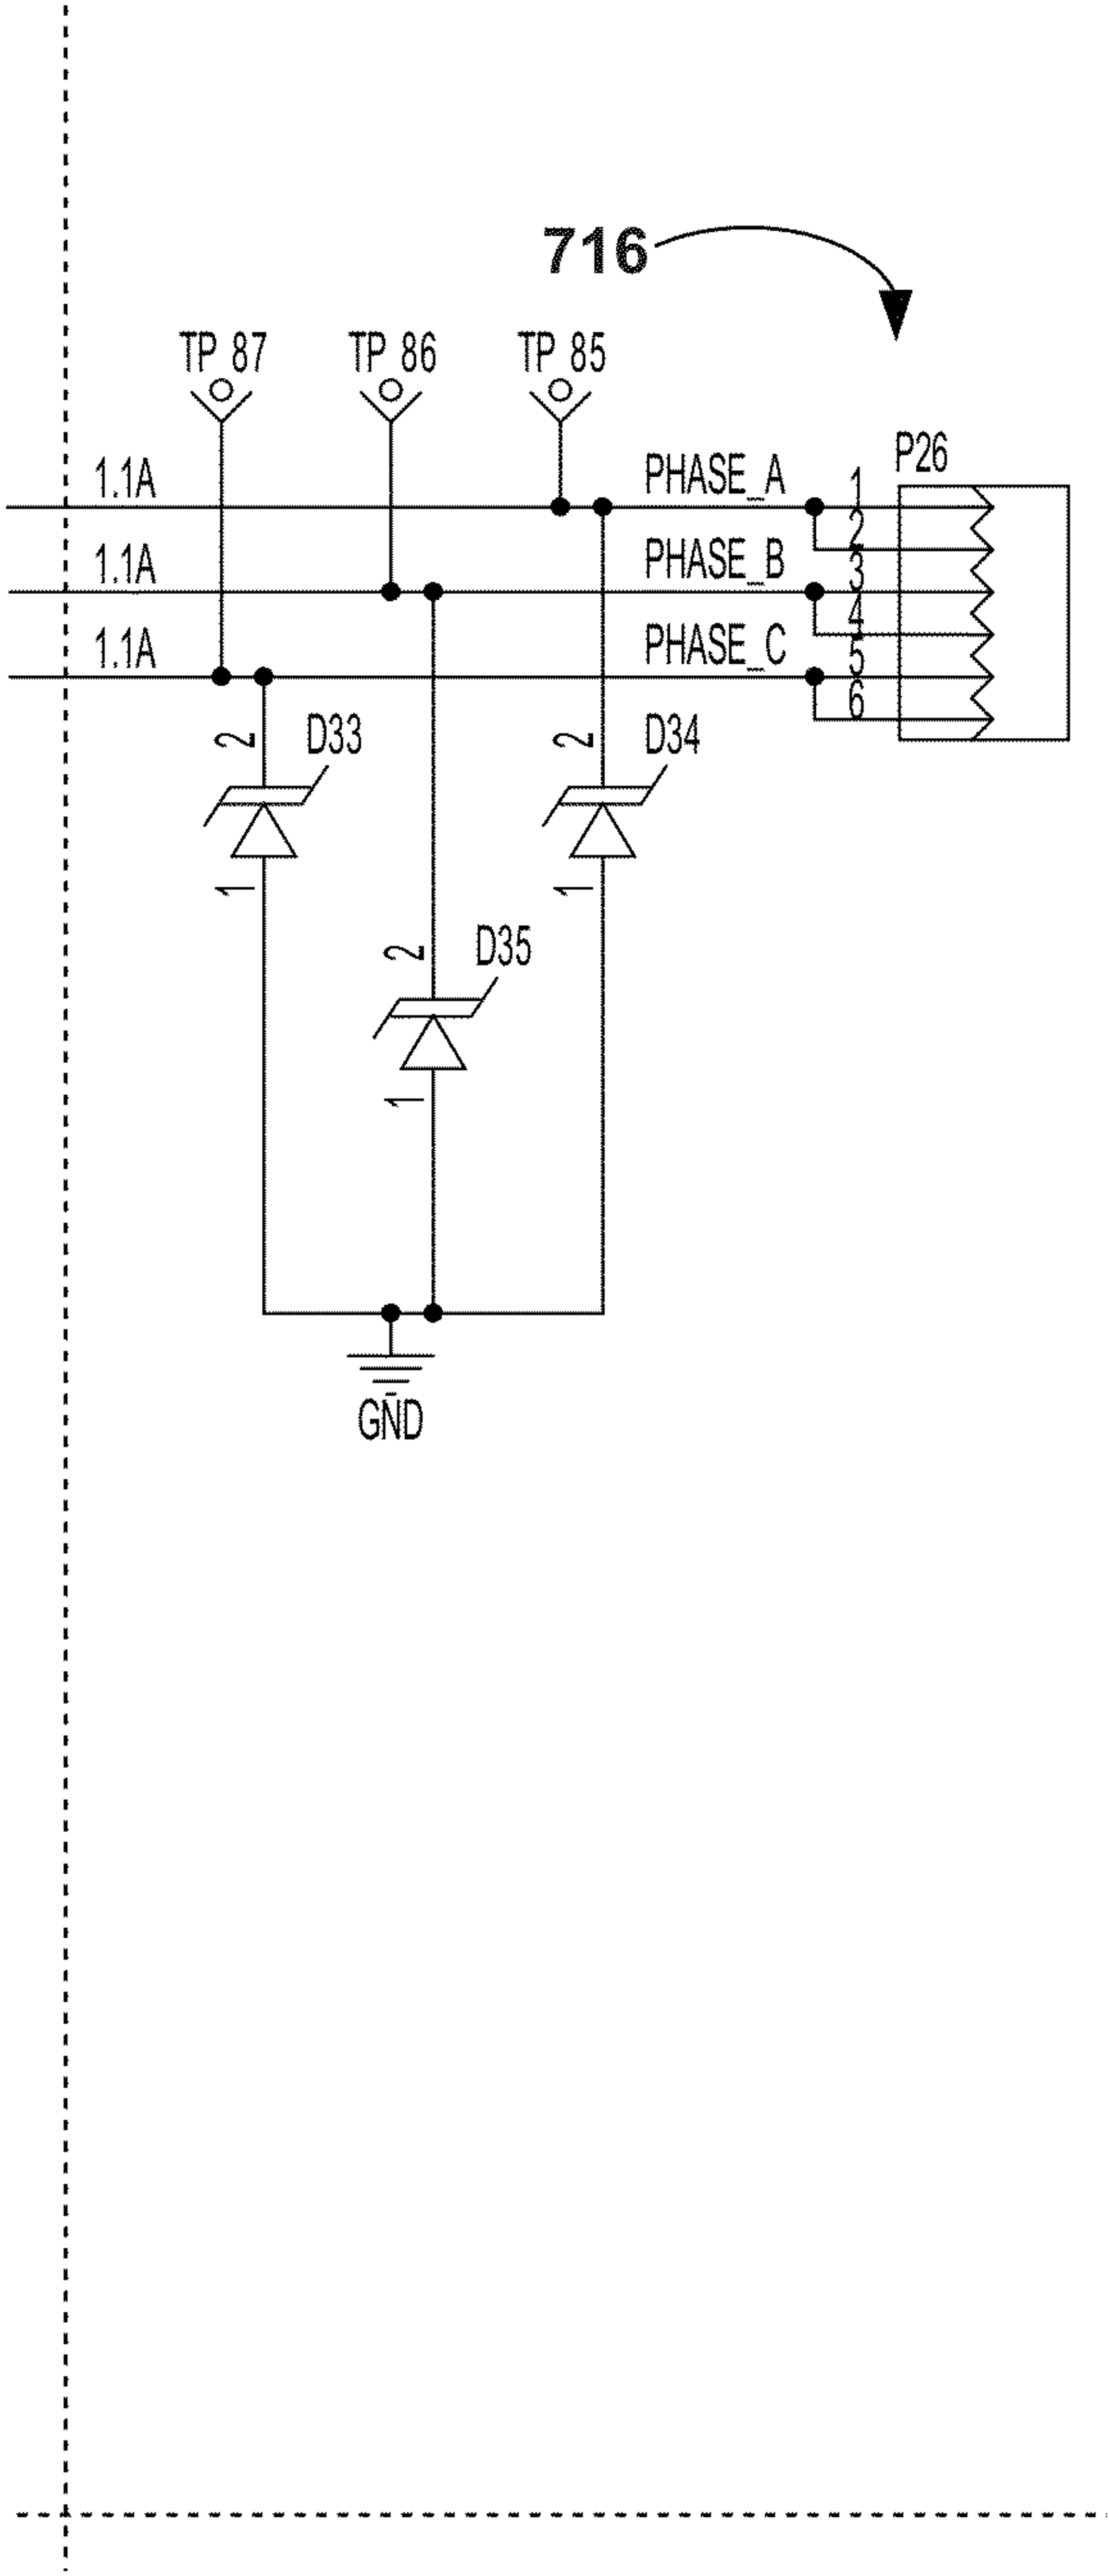 716
TP 87 TP 86 TP 85
P26
1.1A PHASE_A 1
2
1.1A PHASE_B 3
4
1.1A PHASE_C 5
6
2 D33 2 D34
1 1
2 D35
1
GND